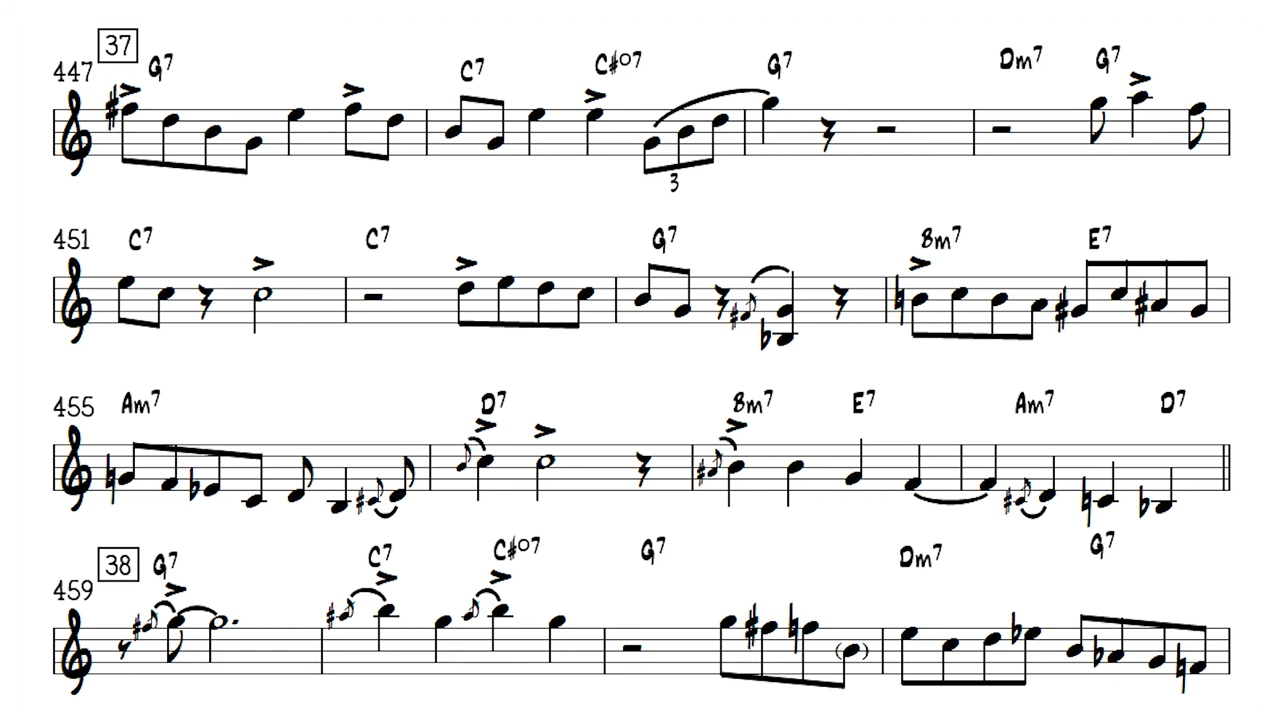 37
447 G7 C7 C#o7 G7 Dm7 G7
3
451 C7 C7 G7 Bm7 E7
455 Am7 D7 Bm7 E7 Am7 D7
38
459 G7 C7 C#o7 G7 Dm7 G7